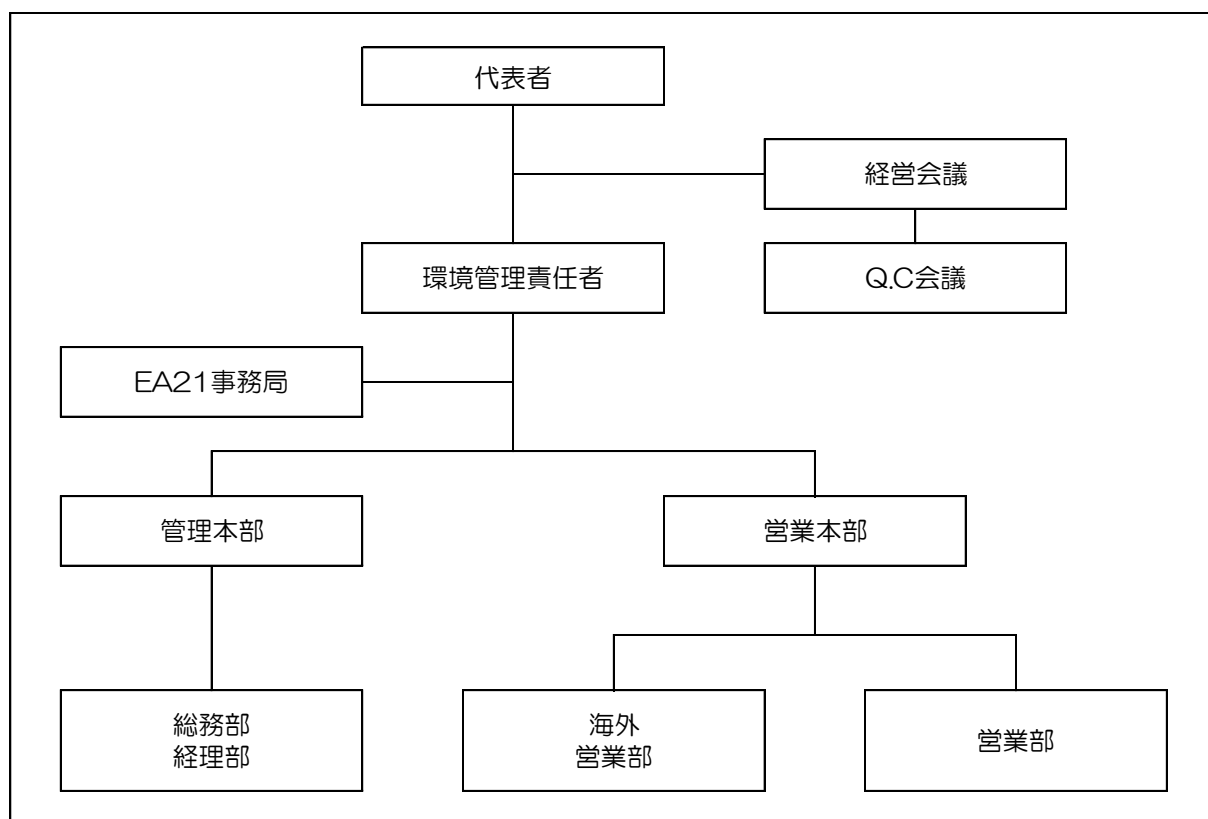 代表者
経営会議
環境管理責任者
Q.C会議
EA21事務局
管理本部
営業本部
総務部
経理部
海外
営業部
営業部